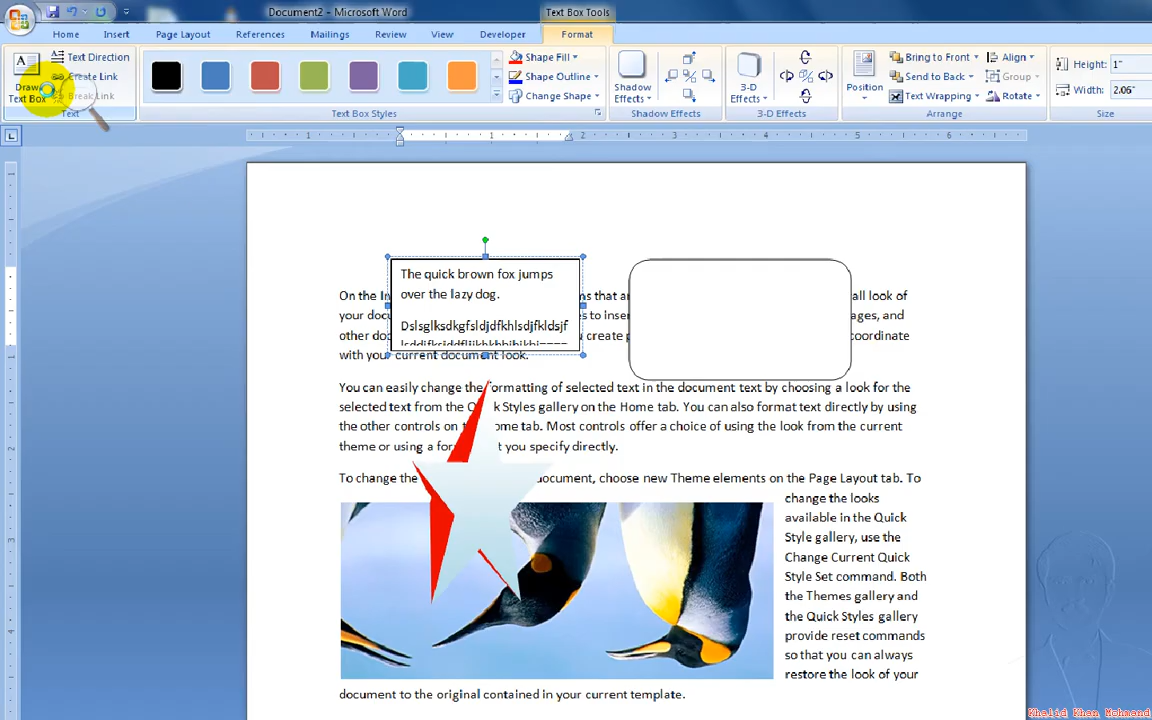 Document2 - Microsoft Word
Text Box Tools
Home
Insert
Page Layout
References
Mailings
Review
View
Developer
Format
Draw
Text Box
Text Direction
Create Link
Break Link
Text
Shape Fill
Shape Outline
Change Shape
Text Box Styles
Shadow
Effects
Shadow Effects
3-D
Effects
3-D Effects
Position
Bring to Front
Send to Back
Text Wrapping
Align
Group
Rotate
Arrange
Height: 1"
Width: 2.06"
Size
The quick brown fox jumps
over the lazy dog.
Dslsglksdkgfsldjdfkhlsdjfkldsjf
On the In
your docu
other doc
with your current document look.
s that ar
s to inser
u create p
all look of
ages, and
coordinate
You can easily change the formatting of selected text in the document text by choosing a look for the
selected text from the Q k Styles gallery on the Home tab. You can also format text directly by using
the other controls on t ome tab. Most controls offer a choice of using the look from the current
theme or using a for t you specify directly.
To change the document, choose new Theme elements on the Page Layout tab. To
change the looks
available in the Quick
Style gallery, use the
Change Current Quick
Style Set command. Both
the Themes gallery and
the Quick Styles gallery
provide reset commands
so that you can always
restore the look of your
document to the original contained in your current template.
Khalid Khan Mohmand